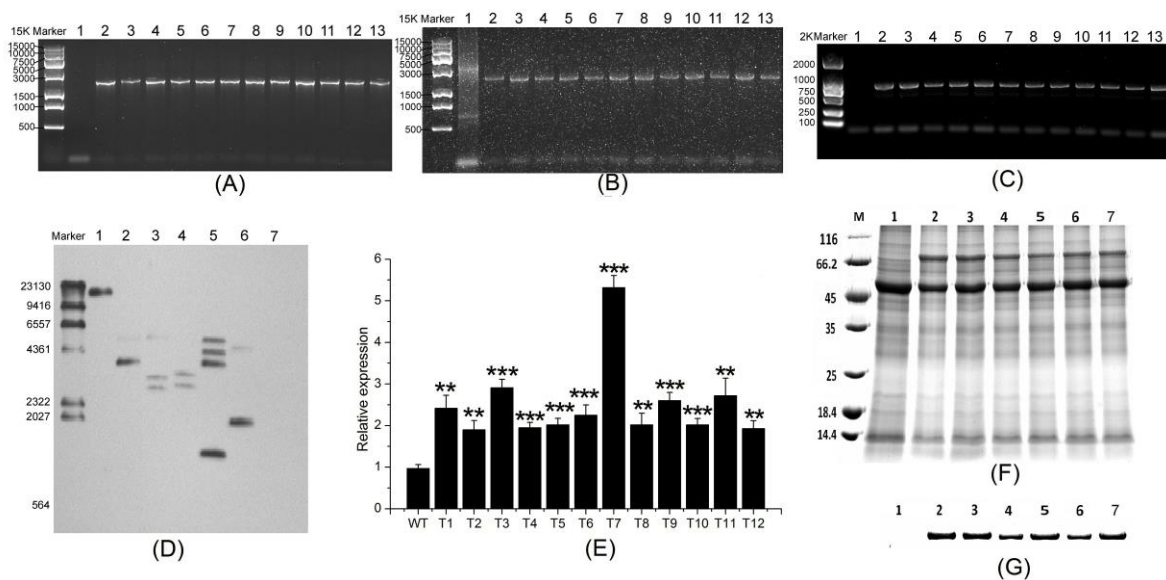 15K Marker 1 2 3 4 5 6 7 8 9 10 11 12 13
15000
10000
7500
5000
3000
1500
1000
500
(A)
15K Marker 1 2 3 4 5 6 7 8 9 10 11 12 13
15000
10000
7500
5000
3000
1500
1000
500
(B)
2KMarker 1 2 3 4 5 6 7 8 9 10 11 12 13
2000
1000
750
500
250
100
(C)
Marker 1 2 3 4 5 6 7
23130
9416
6557
4361
2322
2027
564
(D)
Relative expression
6
5
4
3
2
1
0
** ** *** *** *** *** *** ** *** *** ** **
WT T1 T2 T3 T4 T5 T6 T7 T8 T9 T10 T11 T12
(E)
M 1 2 3 4 5 6 7
116
66.2
45
35
25
18.4
14.4
(F)
1 2 3 4 5 6 7
(G)